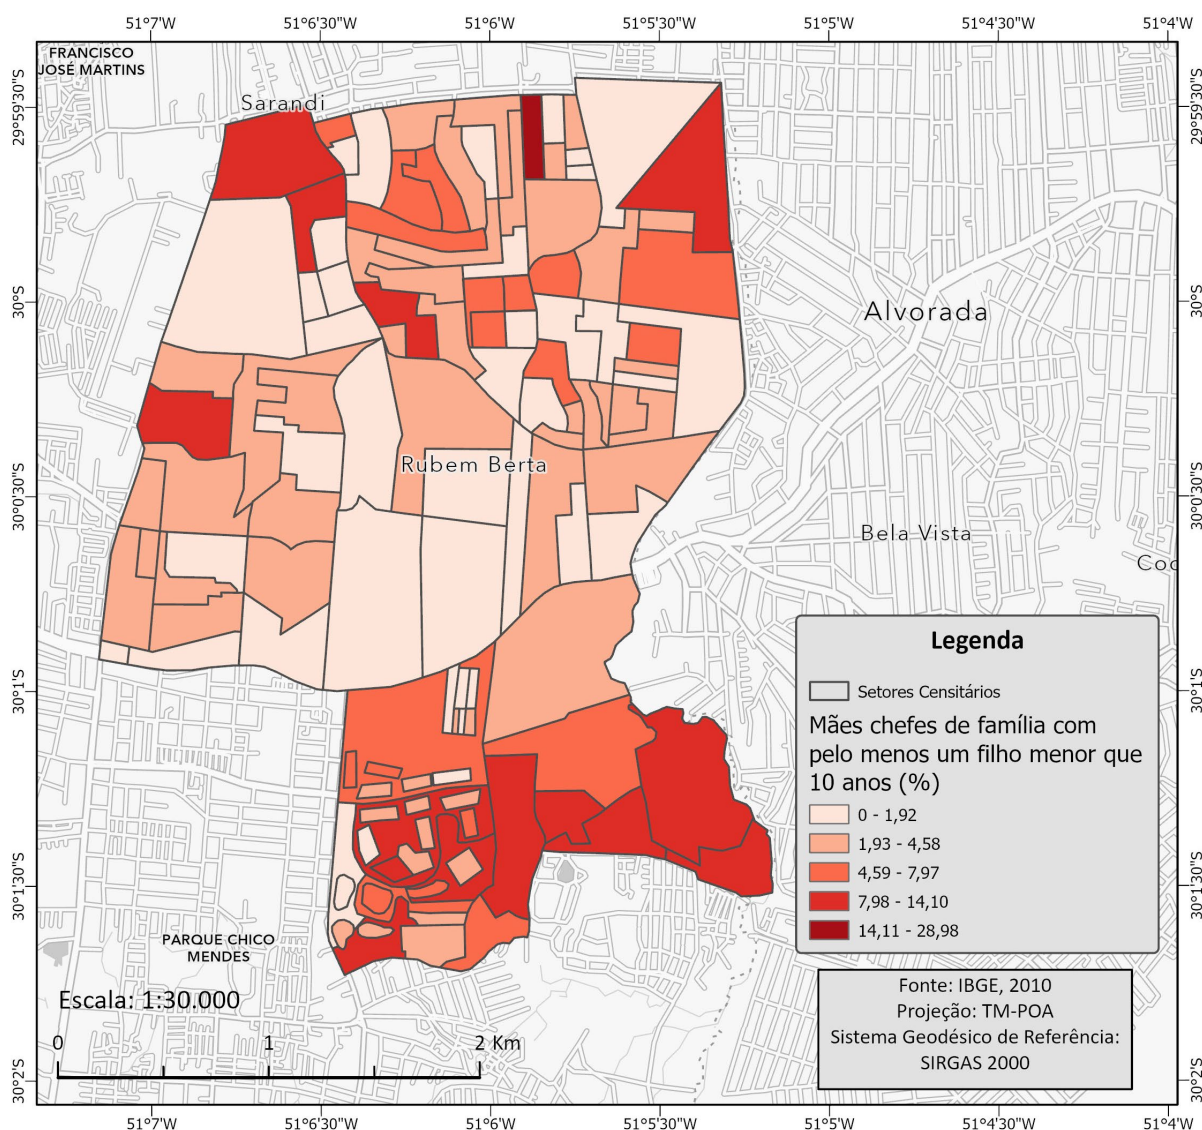 51°7'W 51°6'30"W 51°6'W 51°5'30"W 51°5'W 51°4'30"W 51°4'W
FRANCISCO
JOSÉ MARTINS
Sarandi
29°59'30"S
29°59'30"S
30°S
30°S
Alvorada
Rubem Berta
30°0'30"S
30°0'30"S
Bela Vista
Coc
30°1'S
30°1'S
Legenda
Setores Censitários
Mães chefes de família com
pelo menos um filho menor que
10 anos (%)
0 - 1,92
1,93 - 4,58
4,59 - 7,97
7,98 - 14,10
14,11 - 28,98
30°1'30"S
30°1'30"S
PARQUE CHICO
MENDES
Escala: 1:30.000
0 1 2 Km
Fonte: IBGE, 2010
Projeção: TM-POA
Sistema Geodésico de Referência:
SIRGAS 2000
30°2'S
30°2'S
51°7'W 51°6'30"W 51°6'W 51°5'30"W 51°5'W 51°4'30"W 51°4'W